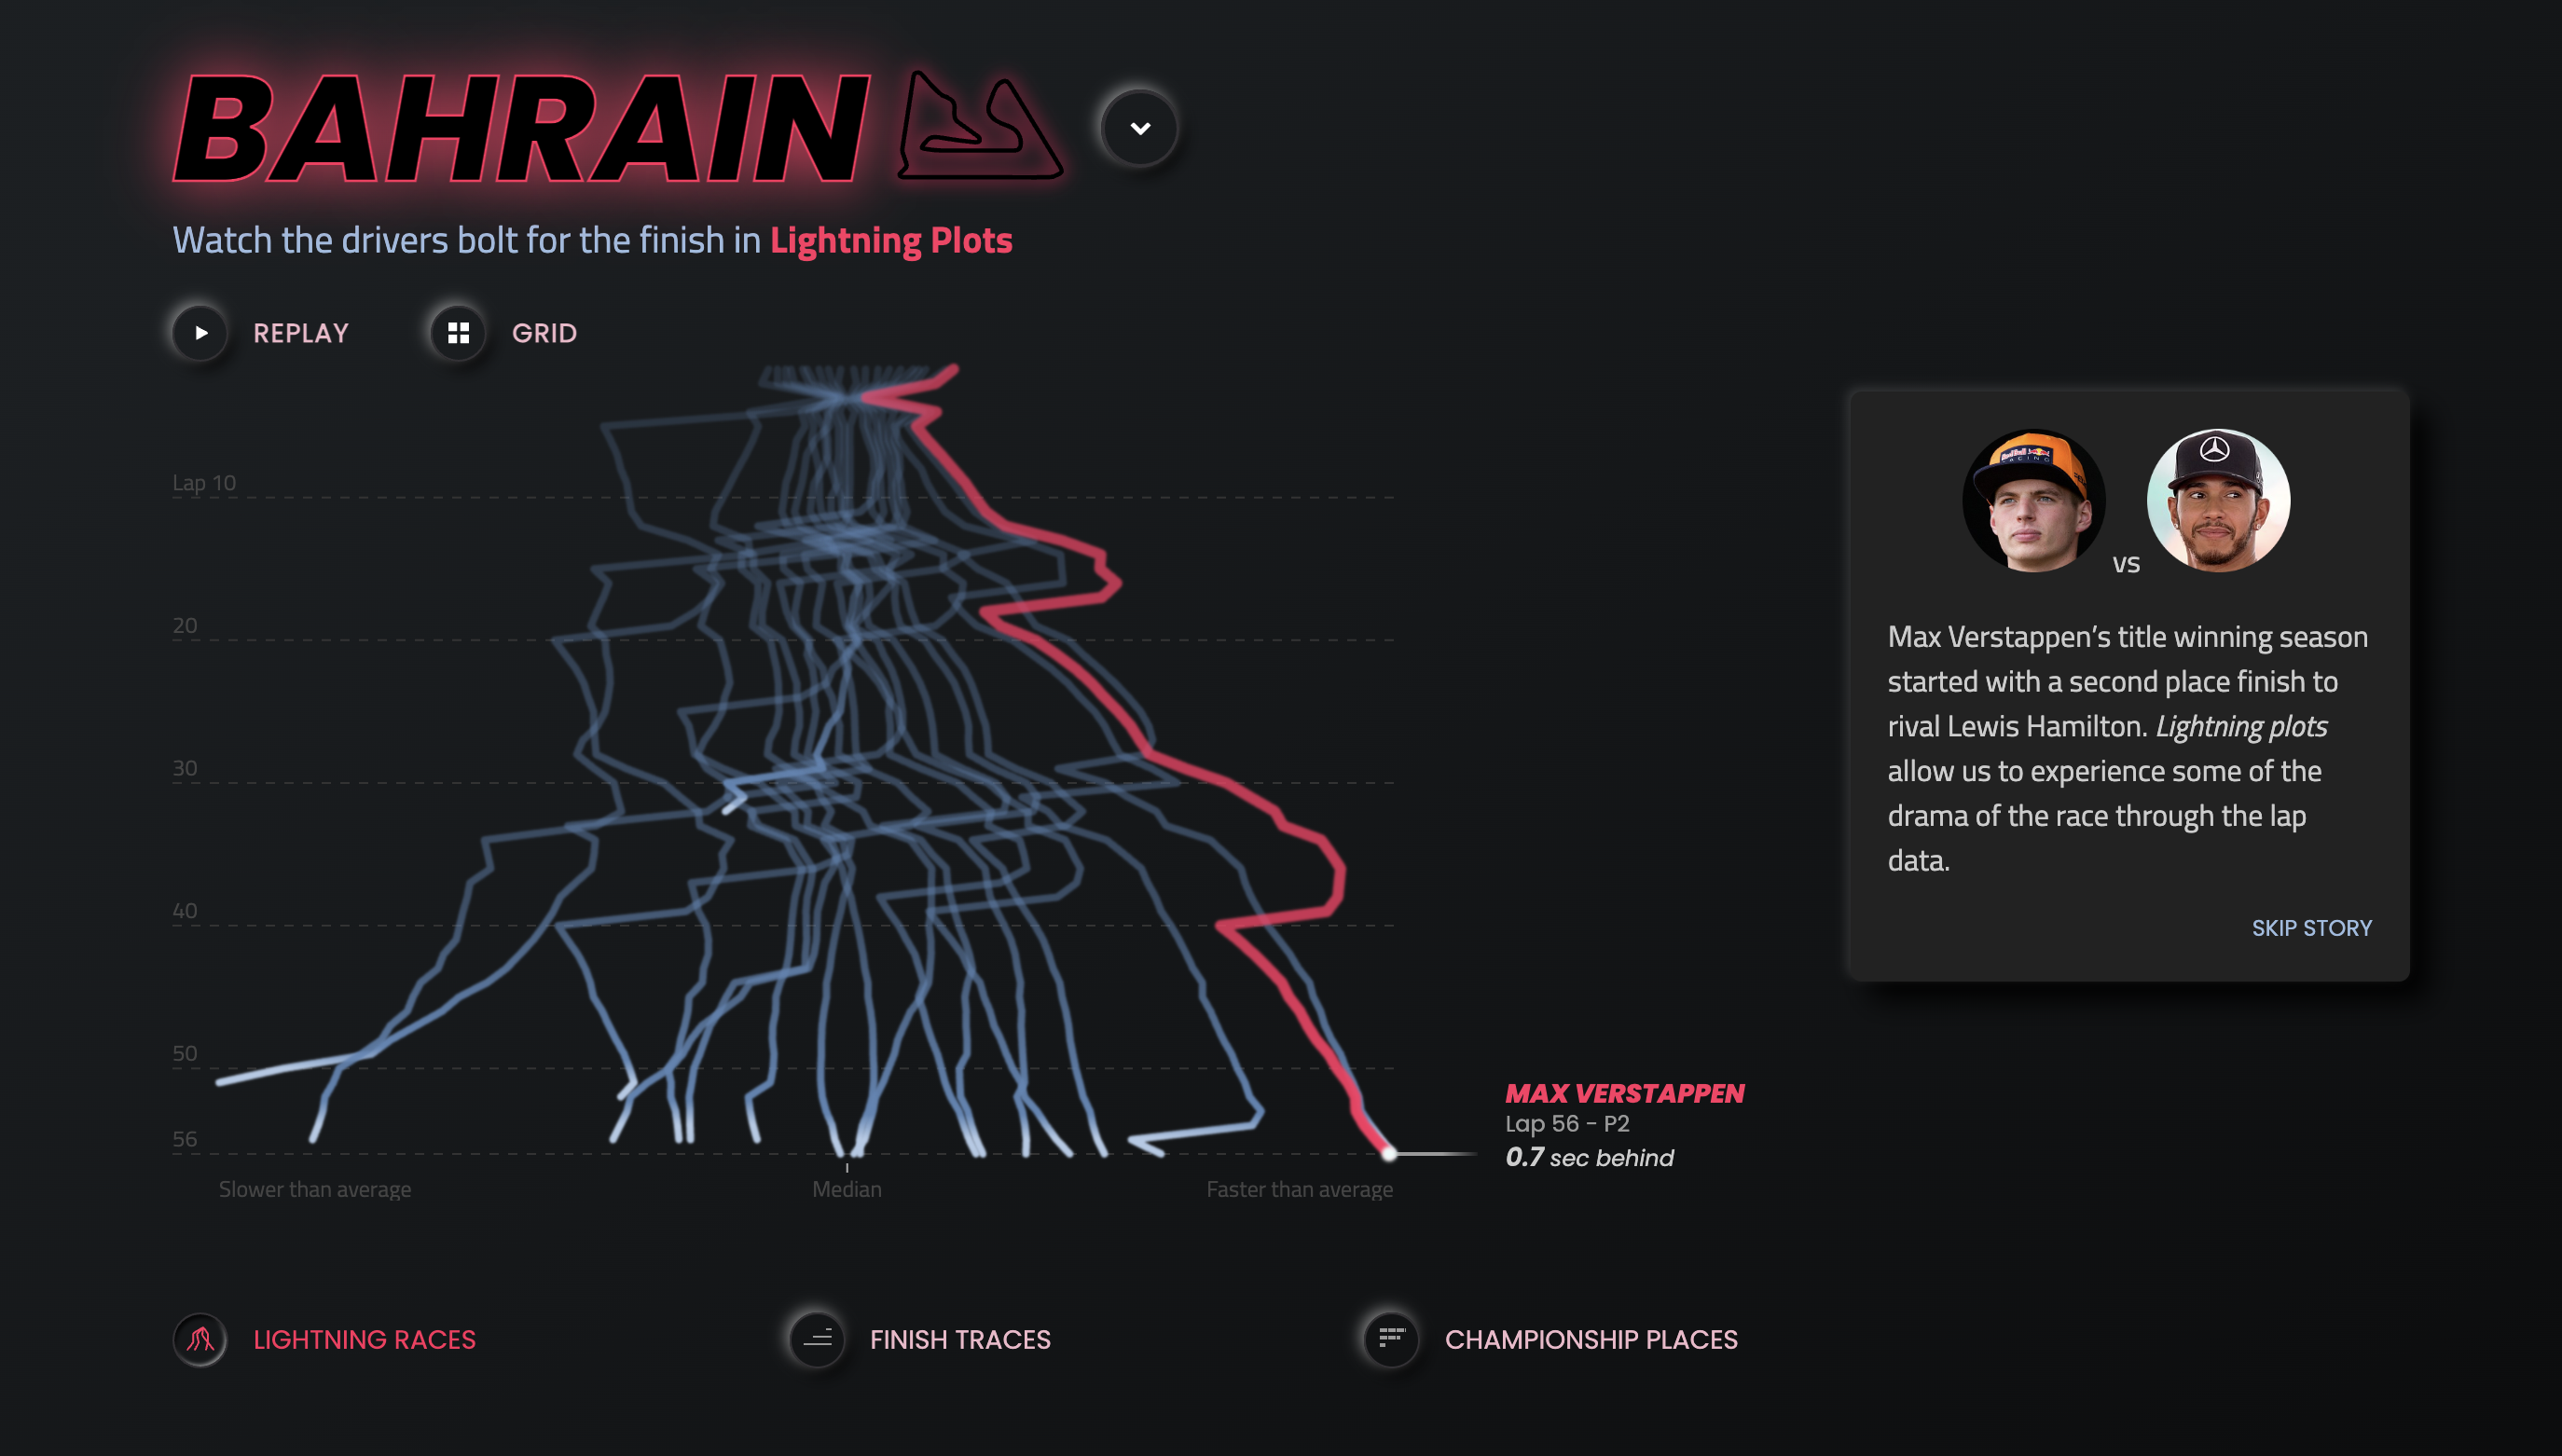 BAHRAIN
Watch the drivers bolt for the finish in Lightning Plots
REPLAY
GRID
Lap 10
20
30
40
50
56
Slower than average
Median
Faster than average
MAX VERSTAPPEN
Lap 56 - P2
0.7 sec behind
Red Bull
RACING
VS
Max Verstappen's title winning season
started with a second place finish to
rival Lewis Hamilton. Lightning plots
allow us to experience some of the
drama of the race through the lap
data.
SKIP STORY
LIGHTNING RACES
FINISH TRACES
CHAMPIONSHIP PLACES